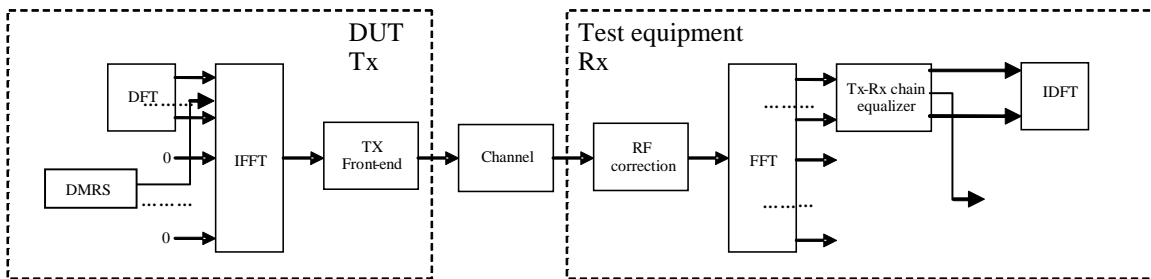 DUT
Tx
Test equipment
Rx
DFT
………
IFFT
TX
Front-end
Channel
RF
correction
FFT
Tx-Rx chain
equalizer
IDFT
………
0
DMRS
………
0
………